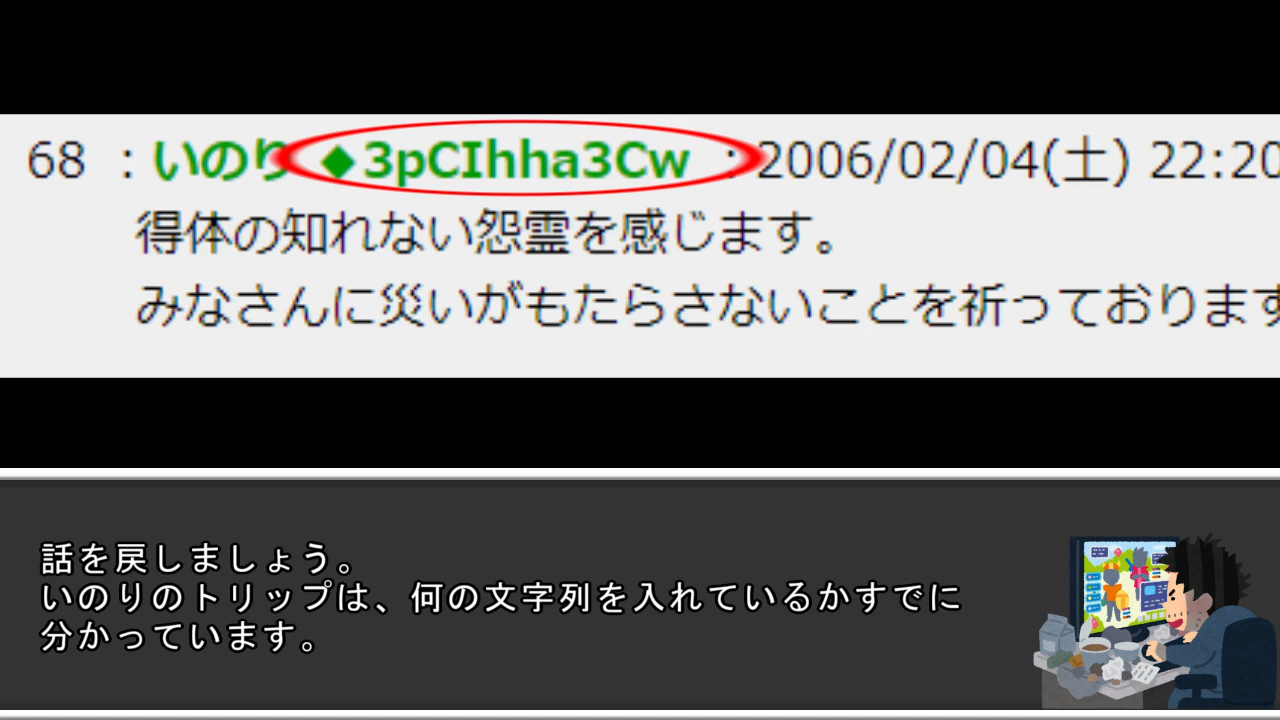 68 ：いのり ◆3pCIhha3Cw ：2006/02/04(土) 22:20
得体の知れない怨霊を感じます。
みなさんに災いがもたらさないことを祈っております
話を戻しましょう。
いのりのトリップは、何の文字列を入れているかすでに
分かっています。